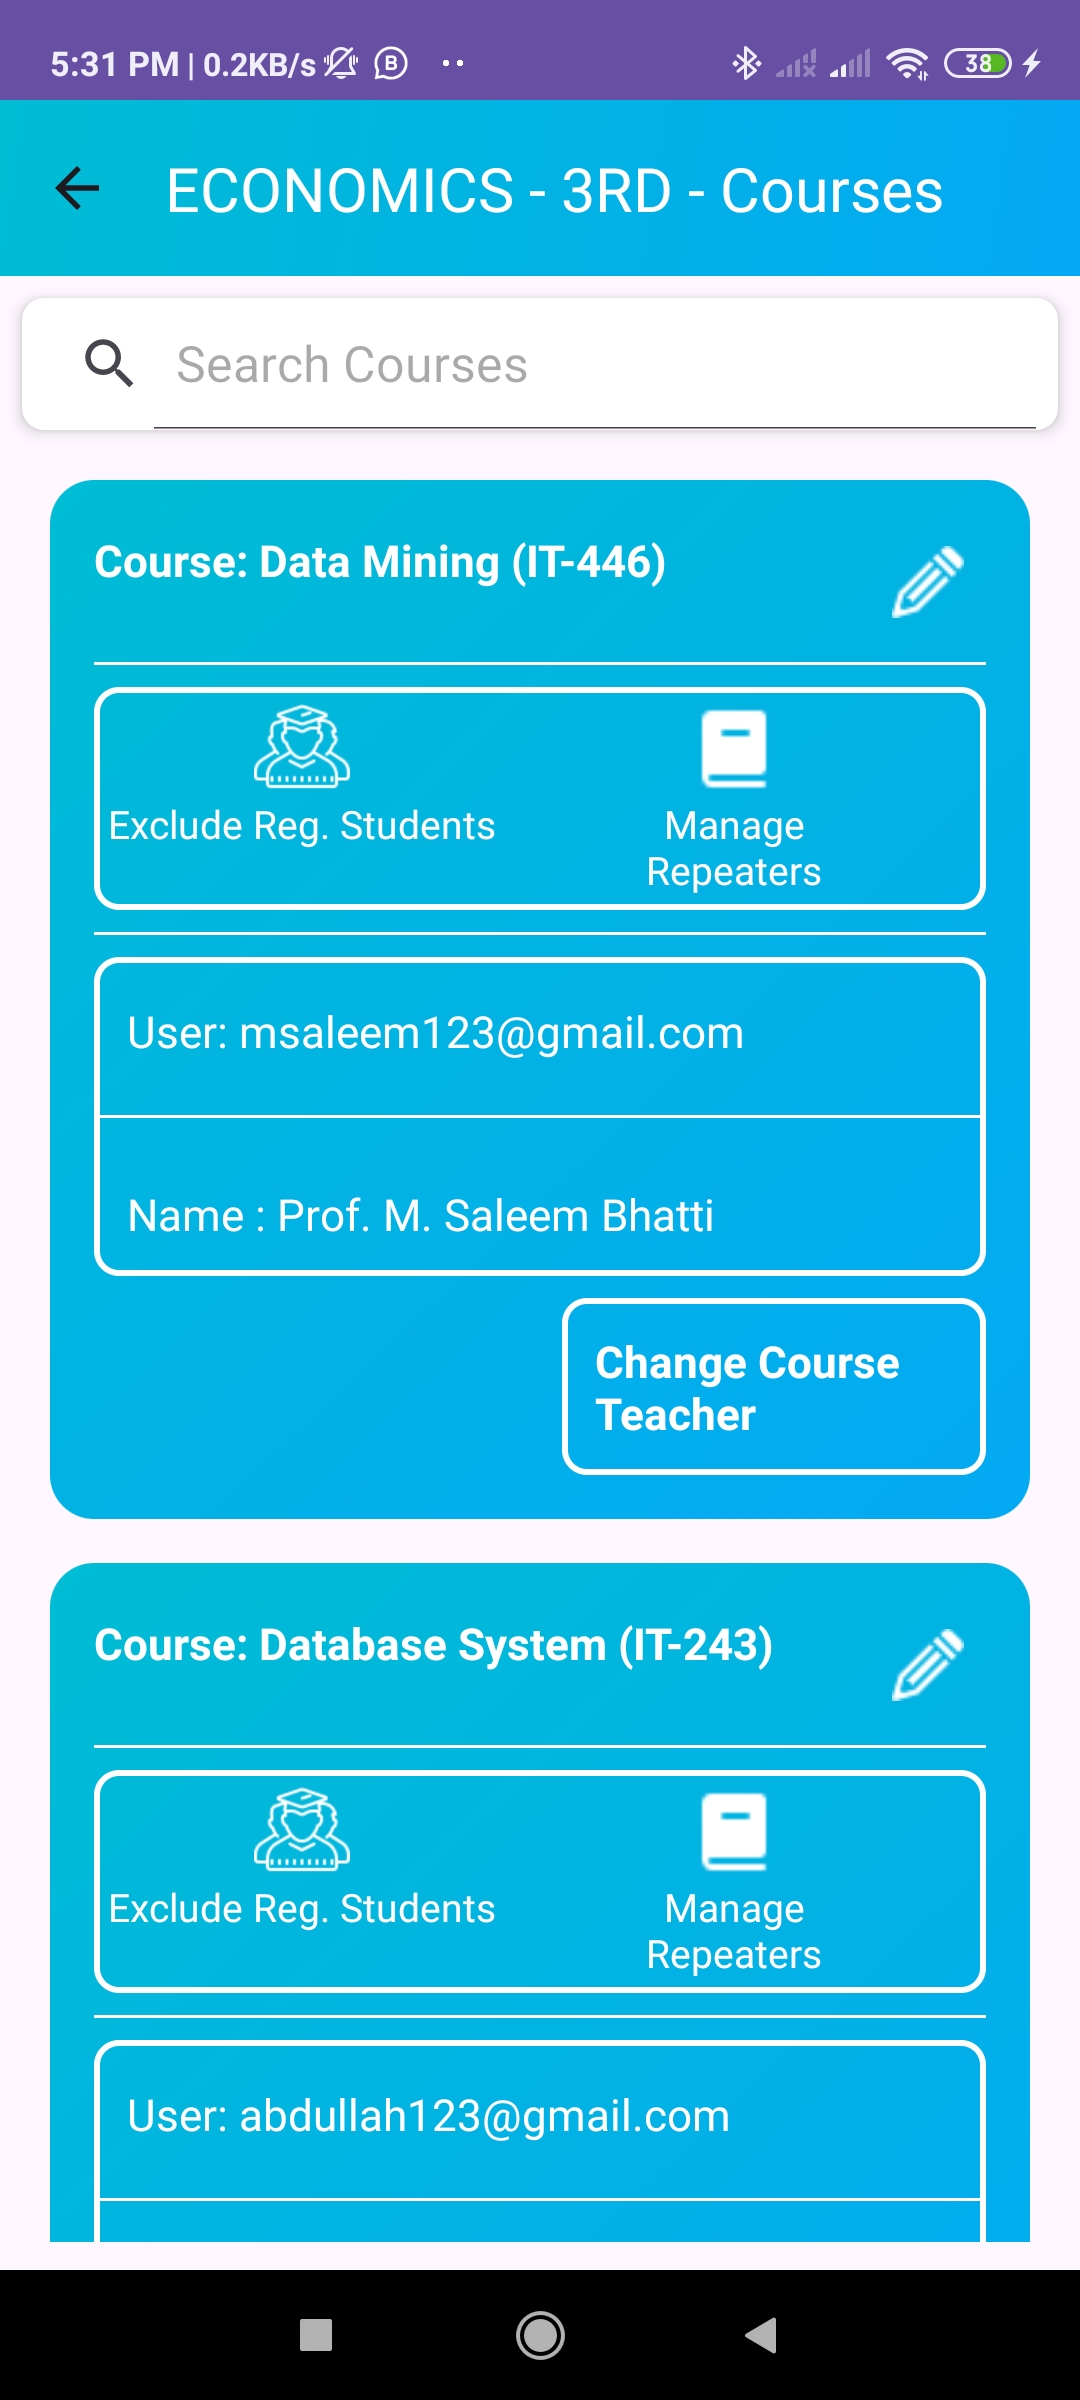 5:31 PM | 0.2KB/s B 38
ECONOMICS - 3RD - Courses
Search Courses
Course: Data Mining (IT-446)
Exclude Reg. Students
Manage
Repeaters
User: msaleem123@gmail.com
Name : Prof. M. Saleem Bhatti
Change Course
Teacher
Course: Database System (IT-243)
Exclude Reg. Students
Manage
Repeaters
User: abdullah123@gmail.com